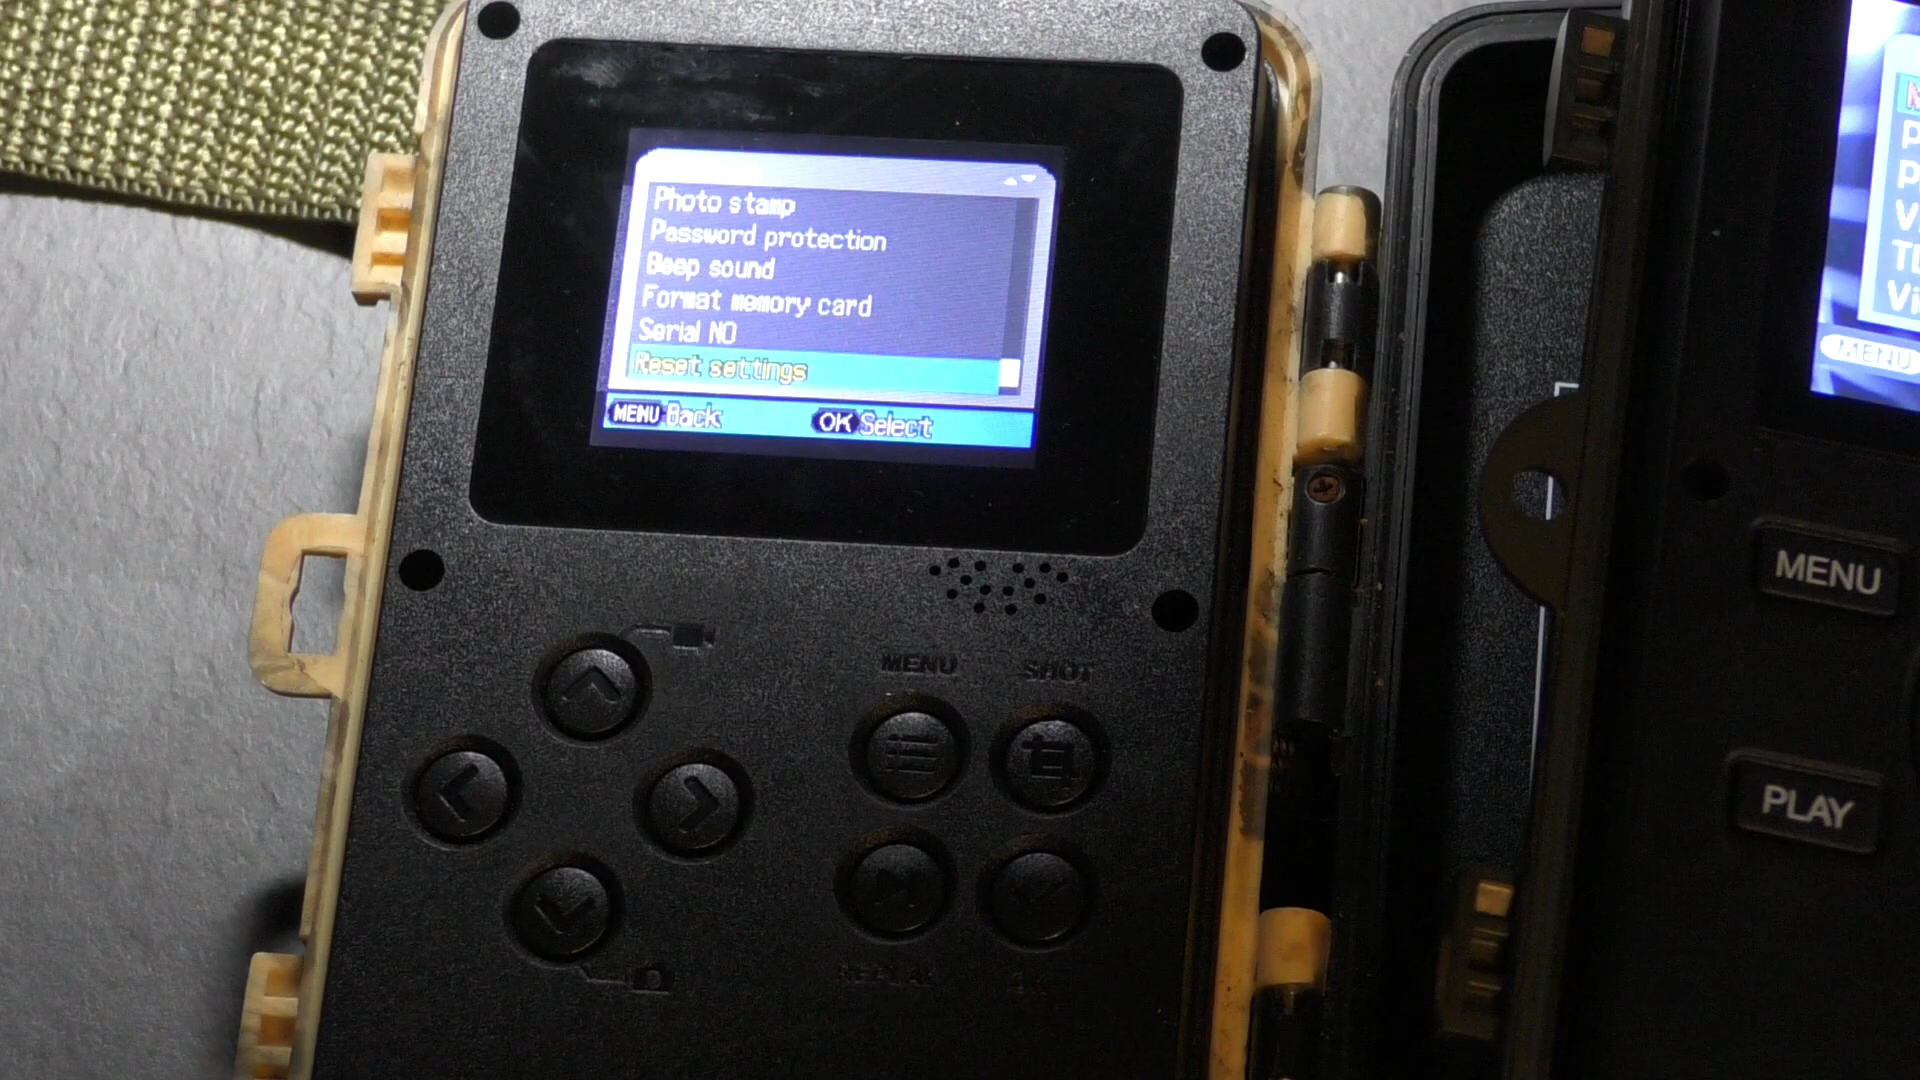 Photo stamp
Password protection
Beep sound
Format memory card
Serial NO
Reset settings
MENU Back OK Select
MENU SHOT
MENU
MENU
PLAY